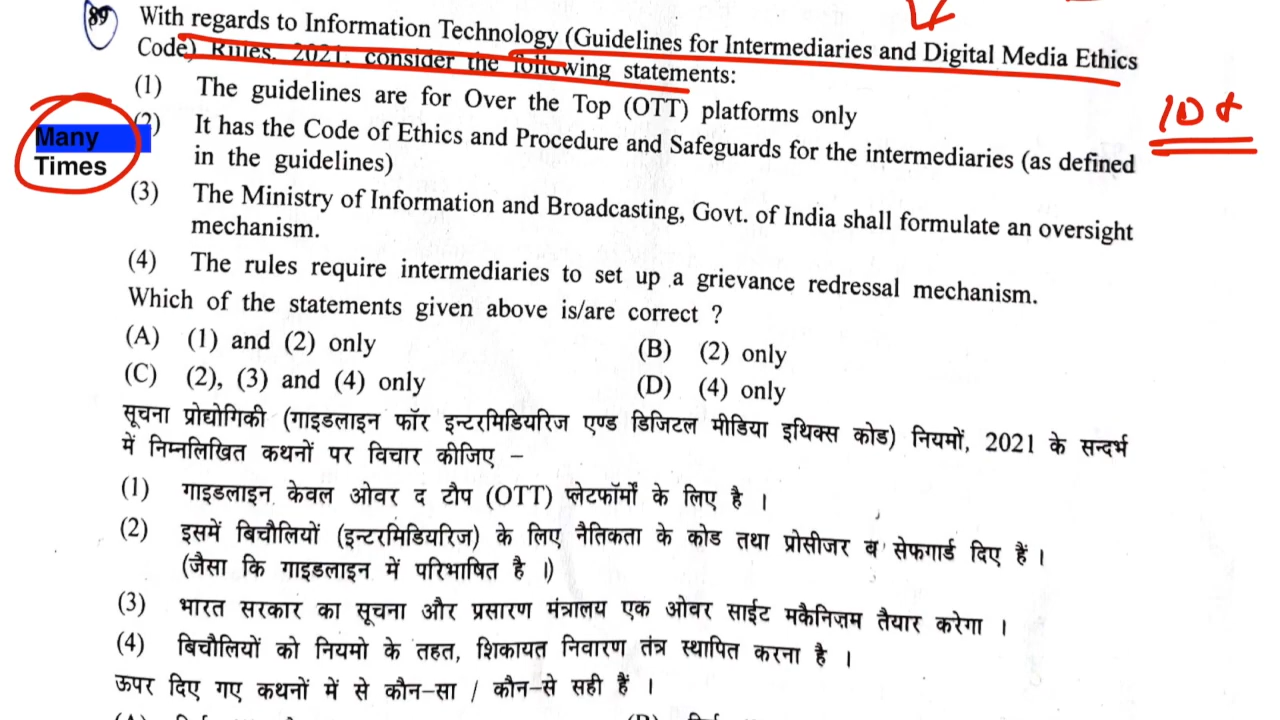 89 With regards to Information Technology (Guidelines for Intermediaries and Digital Media Ethics
Code) Rules, 2021, consider the following statements:
(1) The guidelines are for Over the Top (OTT) platforms only
(2) It has the Code of Ethics and Procedure and Safeguards for the intermediaries (as defined
in the guidelines)
Many
Times
(3) The Ministry of Information and Broadcasting, Govt. of India shall formulate an oversight
mechanism.
(4) The rules require intermediaries to set up a grievance redressal mechanism.
Which of the statements given above is/are correct ?
(A) (1) and (2) only
(B) (2) only
(C) (2), (3) and (4) only
(D) (4) only
सूचना प्रोद्योगिकी (गाइडलाइन फॉर इन्टरमिडियरिज एण्ड डिजिटल मीडिया इथिक्स कोड) नियमों, 2021 के सन्दर्भ
में निम्नलिखित कथनों पर विचार कीजिए –
(1) गाइडलाइन केवल ओवर द टौप (OTT) प्लेटफॉर्मों के लिए है ।
(2) इसमें बिचौलियों (इन्टरमिडियरिज) के लिए नैतिकता के कोड तथा प्रोसीजर व सेफगार्ड दिए हैं ।
(जैसा कि गाइडलाइन में परिभाषित है ।)
(3) भारत सरकार का सूचना और प्रसारण मंत्रालय एक ओवर साईट मकैनिज़म तैयार करेगा ।
(4) बिचौलियों को नियमो के तहत, शिकायत निवारण तंत्र स्थापित करना है ।
ऊपर दिए गए कथनों में से कौन-सा / कौन-से सही हैं ।